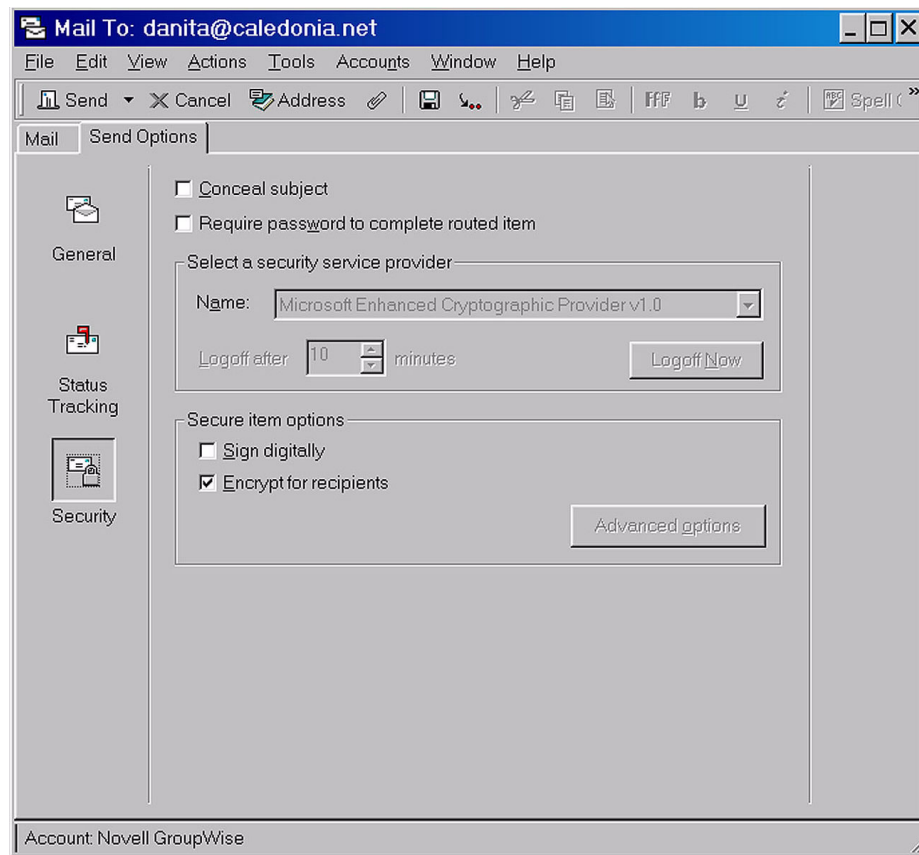 Mail To: danita@caledonia.net
File Edit View Actions Tools Accounts Window Help
Send Cancel Address FfF b u i ABC Spell C »
Mail Send Options
General
Status
Tracking
Security
Conceal subject
Require password to complete routed item
Select a security service provider
Name: Microsoft Enhanced Cryptographic Provider v1.0
Logoff after 10 minutes Logoff Now
Secure item options
Sign digitally
Encrypt for recipients
Advanced options
Account: Novell GroupWise